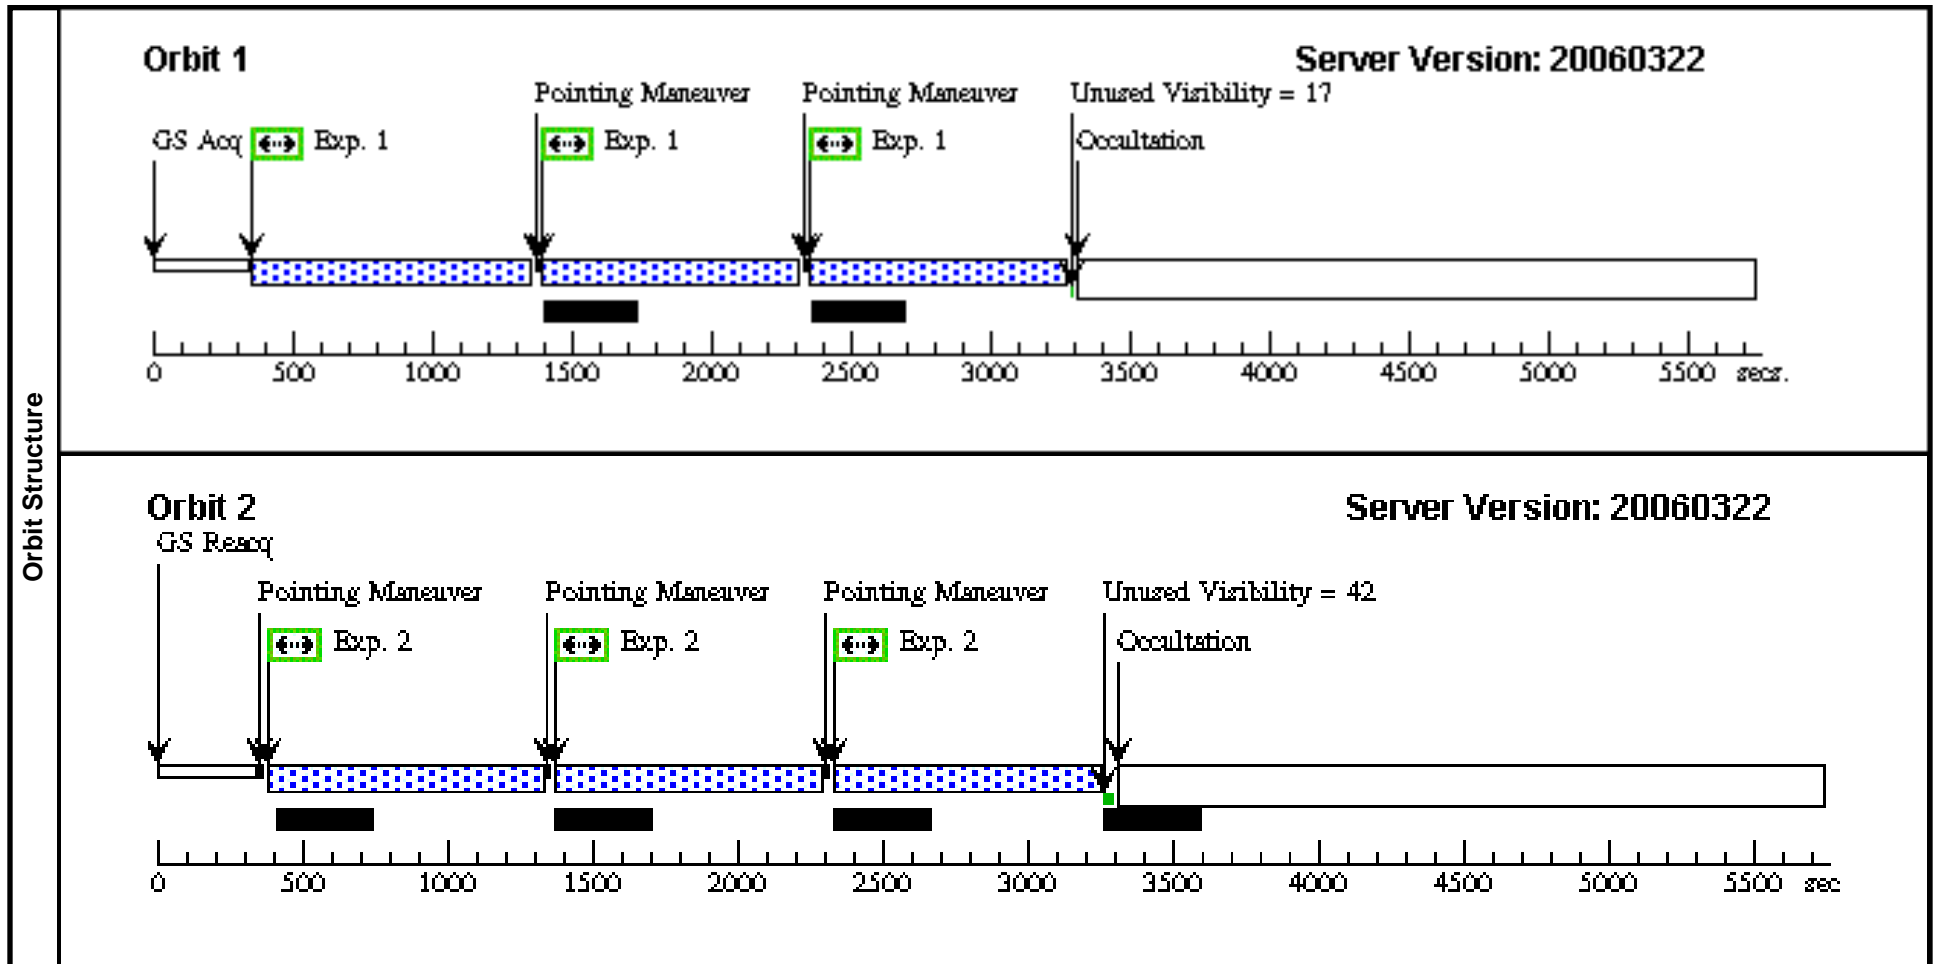 Orbit Structure
Orbit 1 Server Version: 20060322
Pointing Maneuver Pointing Maneuver Unused Visibility = 17
GS Acq Exp. 1 Exp. 1 Exp. 1 Occultation
0 500 1000 1500 2000 2500 3000 3500 4000 4500 5000 5500 secs.
Orbit 2 Server Version: 20060322
GS Reacq
Pointing Maneuver Pointing Maneuver Pointing Maneuver Unused Visibility = 42
Exp. 2 Exp. 2 Exp. 2 Occultation
0 500 1000 1500 2000 2500 3000 3500 4000 4500 5000 5500 sec